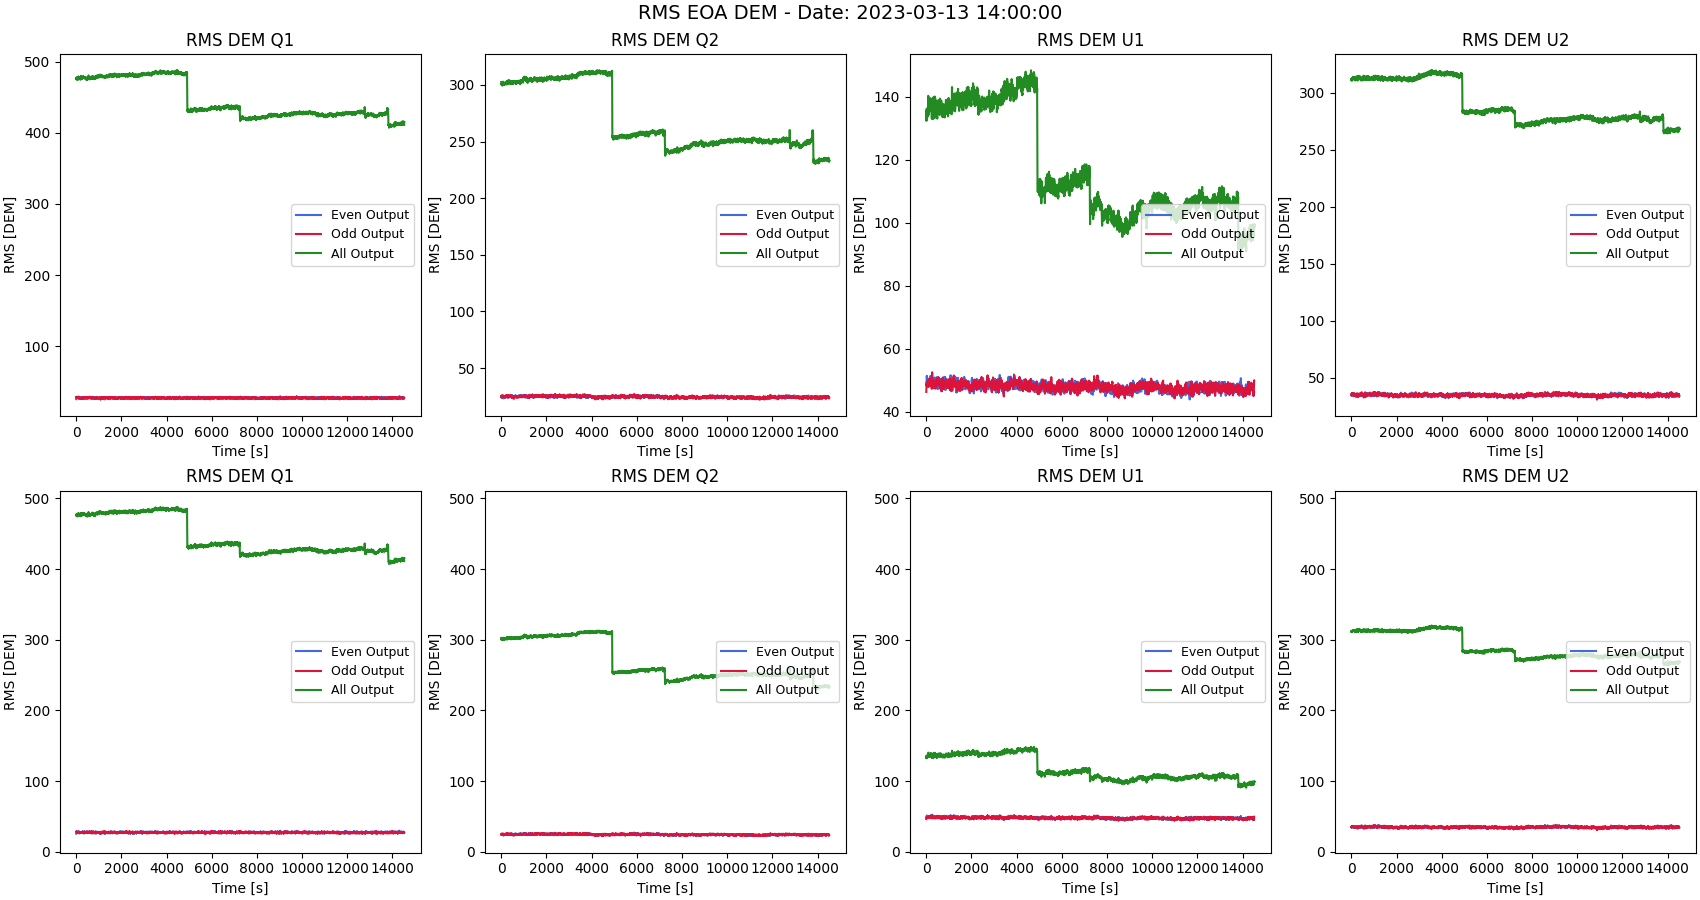 RMS EOA DEM - Date: 2023-03-13 14:00:00
RMS DEM Q1
RMS [DEM]
500
400
300
200
100
0 2000 4000 6000 8000 10000 12000 14000
Time [s]
Even Output
Odd Output
All Output
RMS DEM Q2
RMS [DEM]
300
250
200
150
100
50
0 2000 4000 6000 8000 10000 12000 14000
Time [s]
Even Output
Odd Output
All Output
RMS DEM U1
RMS [DEM]
140
120
100
80
60
40
0 2000 4000 6000 8000 10000 12000 14000
Time [s]
Even Output
Odd Output
All Output
RMS DEM U2
RMS [DEM]
300
250
200
150
100
50
0 2000 4000 6000 8000 10000 12000 14000
Time [s]
Even Output
Odd Output
All Output
RMS DEM Q1
RMS [DEM]
500
400
300
200
100
0
0 2000 4000 6000 8000 10000 12000 14000
Time [s]
Even Output
Odd Output
All Output
RMS DEM Q2
RMS [DEM]
500
400
300
200
100
0
0 2000 4000 6000 8000 10000 12000 14000
Time [s]
Even Output
Odd Output
All Output
RMS DEM U1
RMS [DEM]
500
400
300
200
100
0
0 2000 4000 6000 8000 10000 12000 14000
Time [s]
Even Output
Odd Output
All Output
RMS DEM U2
RMS [DEM]
500
400
300
200
100
0
0 2000 4000 6000 8000 10000 12000 14000
Time [s]
Even Output
Odd Output
All Output